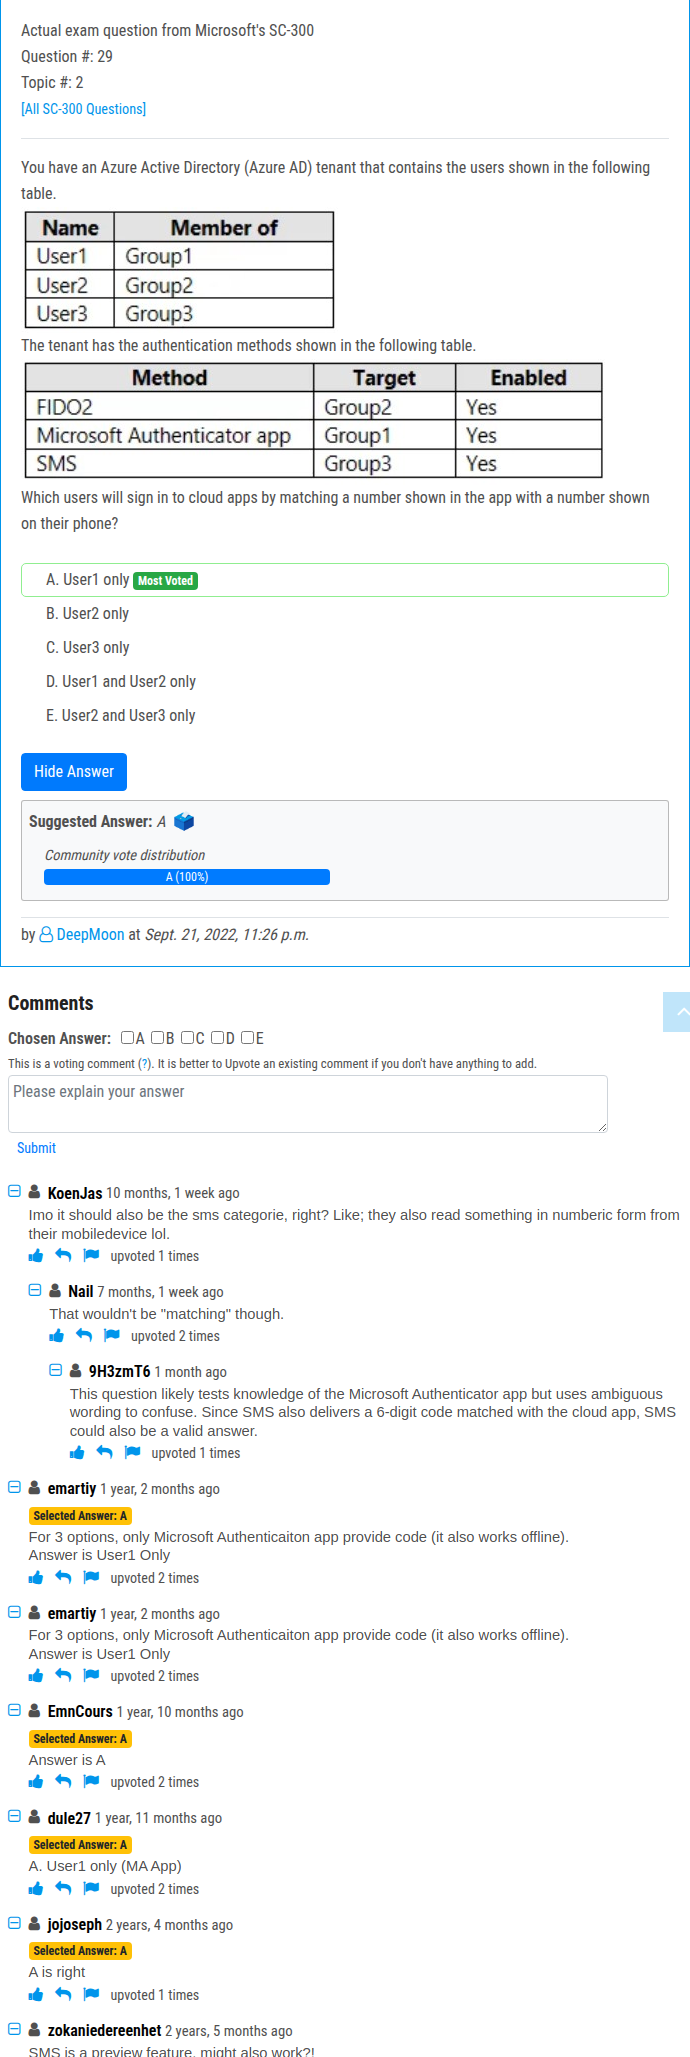 Actual exam question from Microsoft's SC-300
Question #: 29
Topic #: 2
[All SC-300 Questions]
You have an Azure Active Directory (Azure AD) tenant that contains the users shown in the following
table.
Name Member of
User1 Group1
User2 Group2
User3 Group3
The tenant has the authentication methods shown in the following table.
Method Target Enabled
FIDO2 Group2 Yes
Microsoft Authenticator app Group1 Yes
SMS Group3 Yes
Which users will sign in to cloud apps by matching a number shown in the app with a number shown
on their phone?
A. User1 only Most Voted
B. User2 only
C. User3 only
D. User1 and User2 only
E. User2 and User3 only
Hide Answer
Suggested Answer: A
Community vote distribution
A (100%)
by DeepMoon at Sept. 21, 2022, 11:26 p.m.
Comments
Chosen Answer: A B C D E
This is a voting comment (?). It is better to Upvote an existing comment if you don't have anything to add.
Please explain your answer
Submit
KoenJas 10 months, 1 week ago
Imo it should also be the sms categorie, right? Like; they also read something in numberic form from
their mobiledevice lol.
upvoted 1 times
Nail 7 months, 1 week ago
That wouldn't be "matching" though.
upvoted 2 times
9H3zmT6 1 month ago
This question likely tests knowledge of the Microsoft Authenticator app but uses ambiguous
wording to confuse. Since SMS also delivers a 6-digit code matched with the cloud app, SMS
could also be a valid answer.
upvoted 1 times
emartiy 1 year, 2 months ago
Selected Answer: A
For 3 options, only Microsoft Authenticaiton app provide code (it also works offline).
Answer is User1 Only
upvoted 2 times
emartiy 1 year, 2 months ago
For 3 options, only Microsoft Authenticaiton app provide code (it also works offline).
Answer is User1 Only
upvoted 2 times
EmnCours 1 year, 10 months ago
Selected Answer: A
Answer is A
upvoted 2 times
dule27 1 year, 11 months ago
Selected Answer: A
A. User1 only (MA App)
upvoted 2 times
jojoseph 2 years, 4 months ago
Selected Answer: A
A is right
upvoted 1 times
zokaniedereenhet 2 years, 5 months ago
SMS is a preview feature, might also work?!